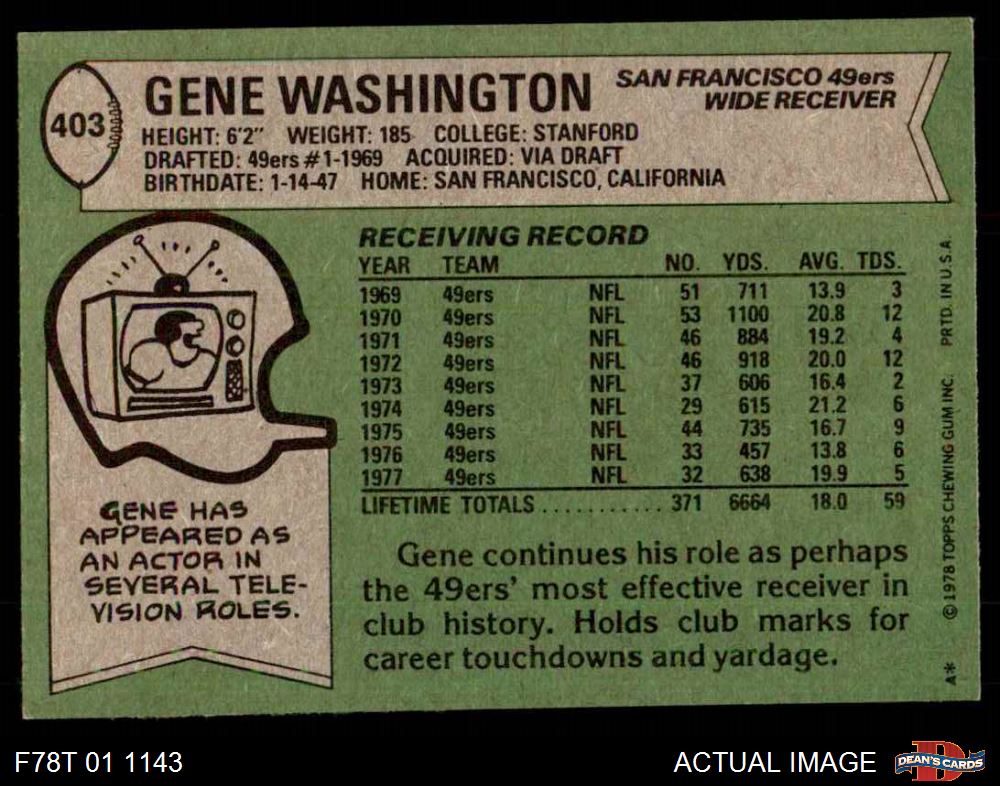 403
GENE WASHINGTON
SAN FRANCISCO 49ers
WIDE RECEIVER
HEIGHT: 6'2" WEIGHT: 185 COLLEGE: STANFORD
DRAFTED: 49ers #1-1969 ACQUIRED: VIA DRAFT
BIRTHDATE: 1-14-47 HOME: SAN FRANCISCO, CALIFORNIA
RECEIVING RECORD
YEAR TEAM NO. YDS. AVG. TDS.
1969 49ers NFL 51 711 13.9 3
1970 49ers NFL 53 1100 20.8 12
1971 49ers NFL 46 884 19.2 4
1972 49ers NFL 46 918 20.0 12
1973 49ers NFL 37 606 16.4 2
1974 49ers NFL 29 615 21.2 6
1975 49ers NFL 44 735 16.7 9
1976 49ers NFL 33 457 13.8 6
1977 49ers NFL 32 638 19.9 5
LIFETIME TOTALS ........... 371 6664 18.0 59
GENE HAS
APPEARED AS
AN ACTOR IN
SEVERAL TELE-
VISION ROLES.
Gene continues his role as perhaps
the 49ers' most effective receiver in
club history. Holds club marks for
career touchdowns and yardage.
A* © 1978 TOPPS CHEWING GUM INC. PRTD. IN U.S.A.
F78T 01 1143
ACTUAL IMAGE
D
DEAN'S CARDS